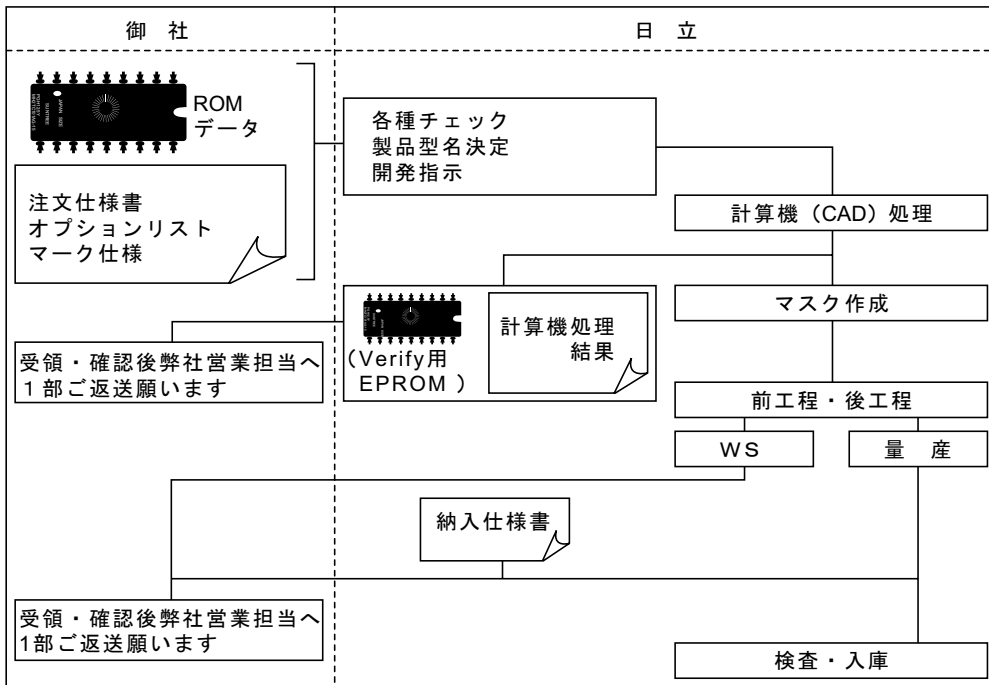 御 社
日 立
ROM
データ
注文仕様書
オプションリスト
マーク仕様
各種チェック
製品型名決定
開発指示
計算機（CAD）処理
マスク作成
(Verify用
EPROM )
計算機処理
結果
受領・確認後弊社営業担当へ
１部ご返送願います
前工程・後工程
ＷＳ
量 産
納入仕様書
受領・確認後弊社営業担当へ
1部ご返送願います
検査・入庫